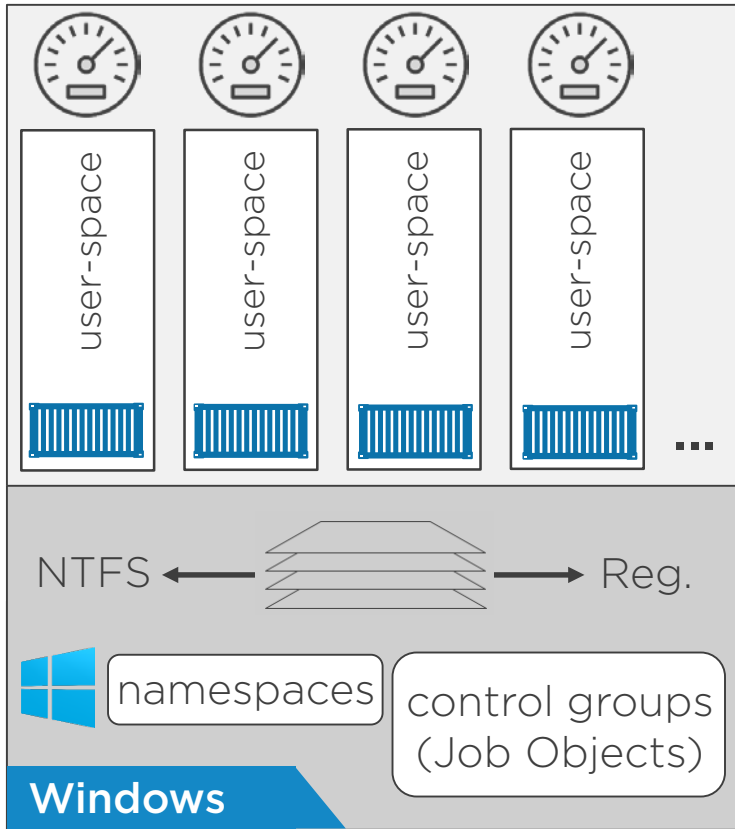 user-space
user-space
user-space
user-space
...
NTFS
Reg.
namespaces
control groups
(Job Objects)
Windows